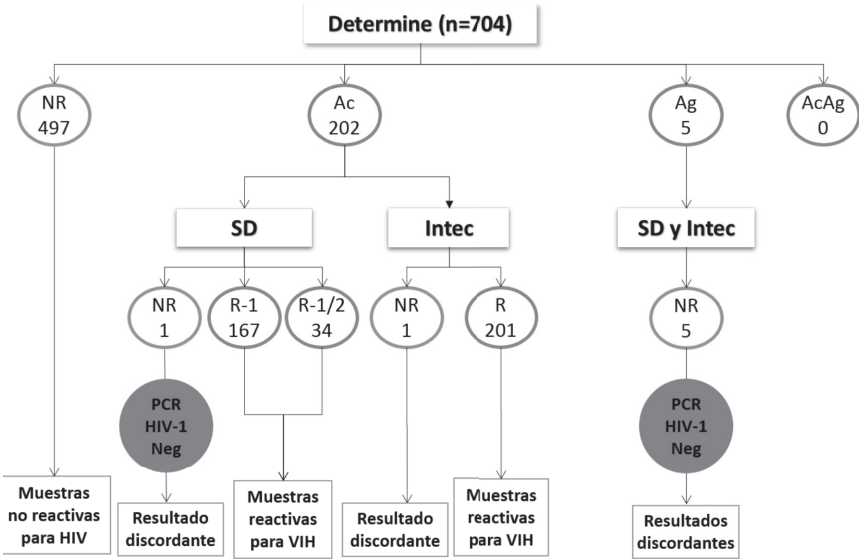 Determine (n=704)
NR
497
Ac
202
Ag
5
AcAg
0
SD
Intec
SD y Intec
NR
1
R-1
167
R-1/2
34
NR
1
R
201
NR
5
PCR
HIV-1
Neg
PCR
HIV-1
Neg
Muestras
no reactivas
para HIV
Resultado
discordante
Muestras
reactivas
para VIH
Resultado
discordante
Muestras
reactivas
para VIH
Resultados
discordantes